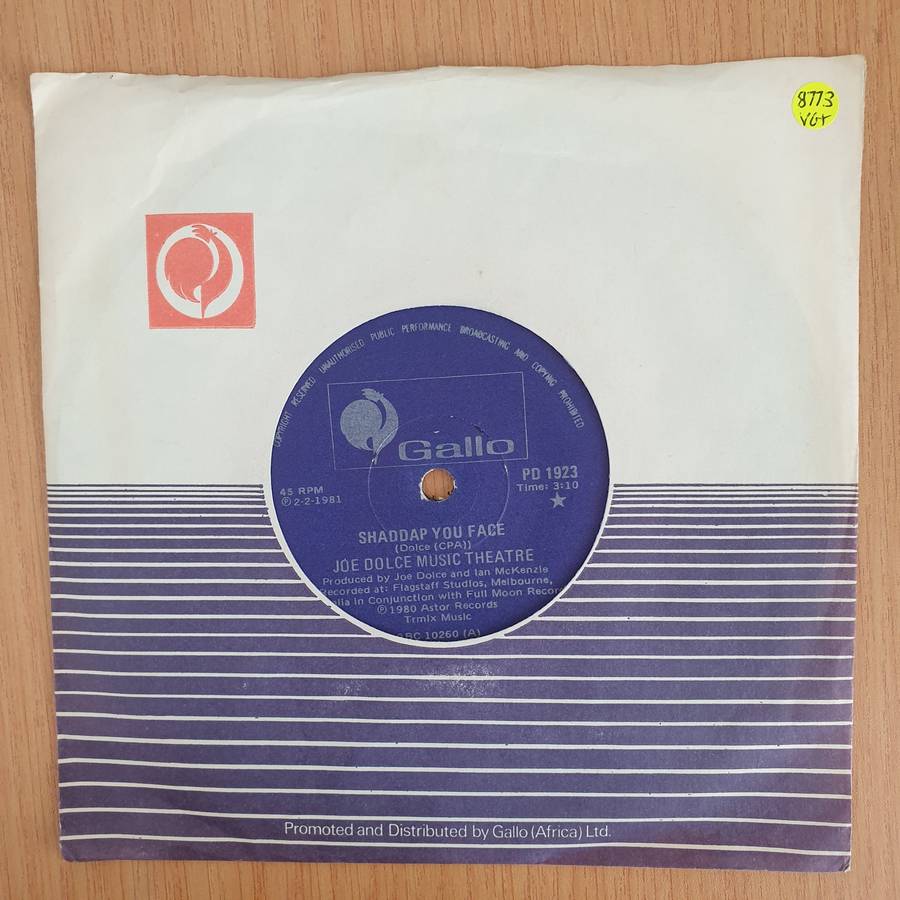 8773
VG+
COPYRIGHT RESERVED UNAUTHORISED PUBLIC PERFORMANCE BROADCASTING AND COPYING PROHIBITED
Gallo
45 RPM
Ⓟ2-2-1981
PD 1923
Time: 3:10
SHADDAP YOU FACE
(Dolce (CPA))
JOE DOLCE MUSIC THEATRE
Produced by Joe Dolce and Ian McKenzie
Recorded at: Flagstaff Studios, Melbourne,
in Conjunction with Full Moon
Ⓟ 1980 Astor Records
Trmix Music
10260 (A)
Promoted and Distributed by Gallo (Africa) Ltd.